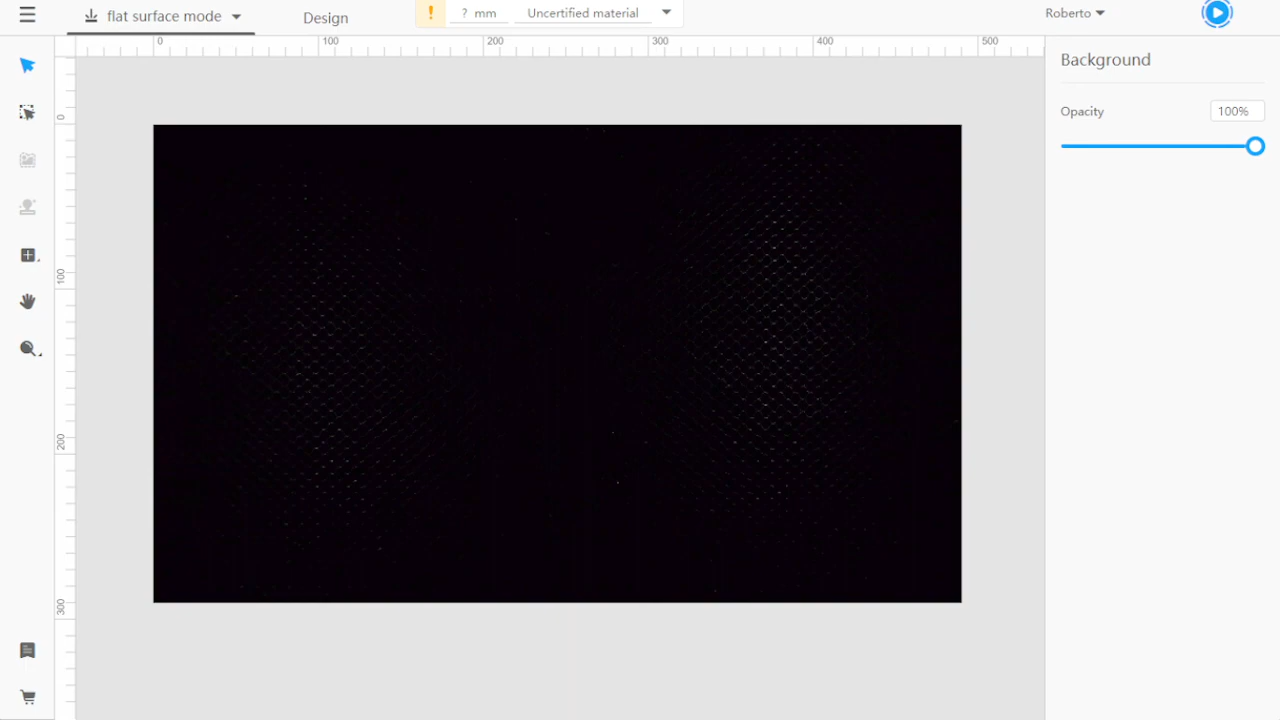 flat surface mode
Design
! ? mm Uncertified material
Roberto
0 100 200 300 400 500
0
100
200
300
Background
Opacity 100%